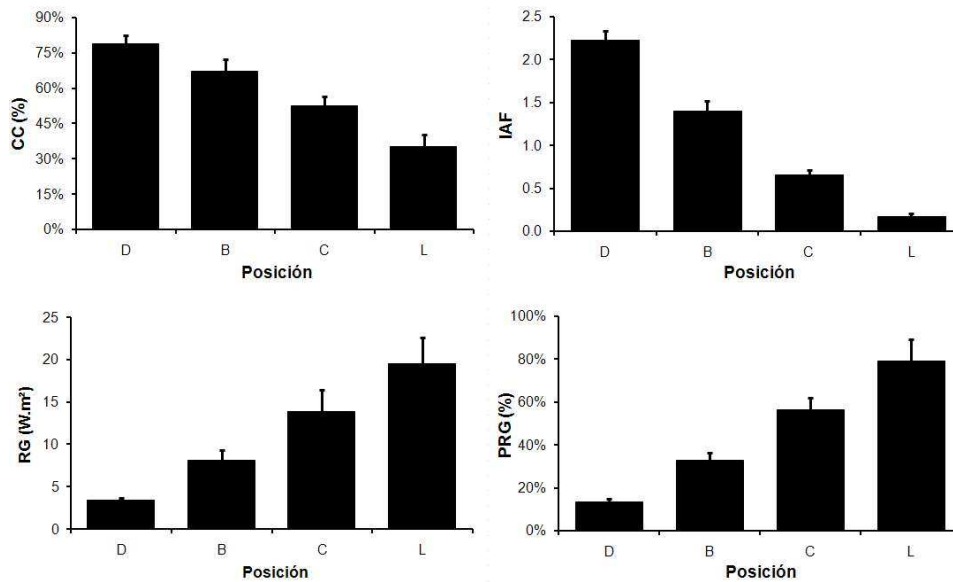 CC (%)
90%
75%
60%
45%
30%
15%
0%
D B C L
Posición
IAF
2.5
2.0
1.5
1.0
0.5
0.0
D B C L
Posición
RG (W.m²)
25
20
15
10
5
0
D B C L
Posición
PRG (%)
100%
80%
60%
40%
20%
0%
D B C L
Posición